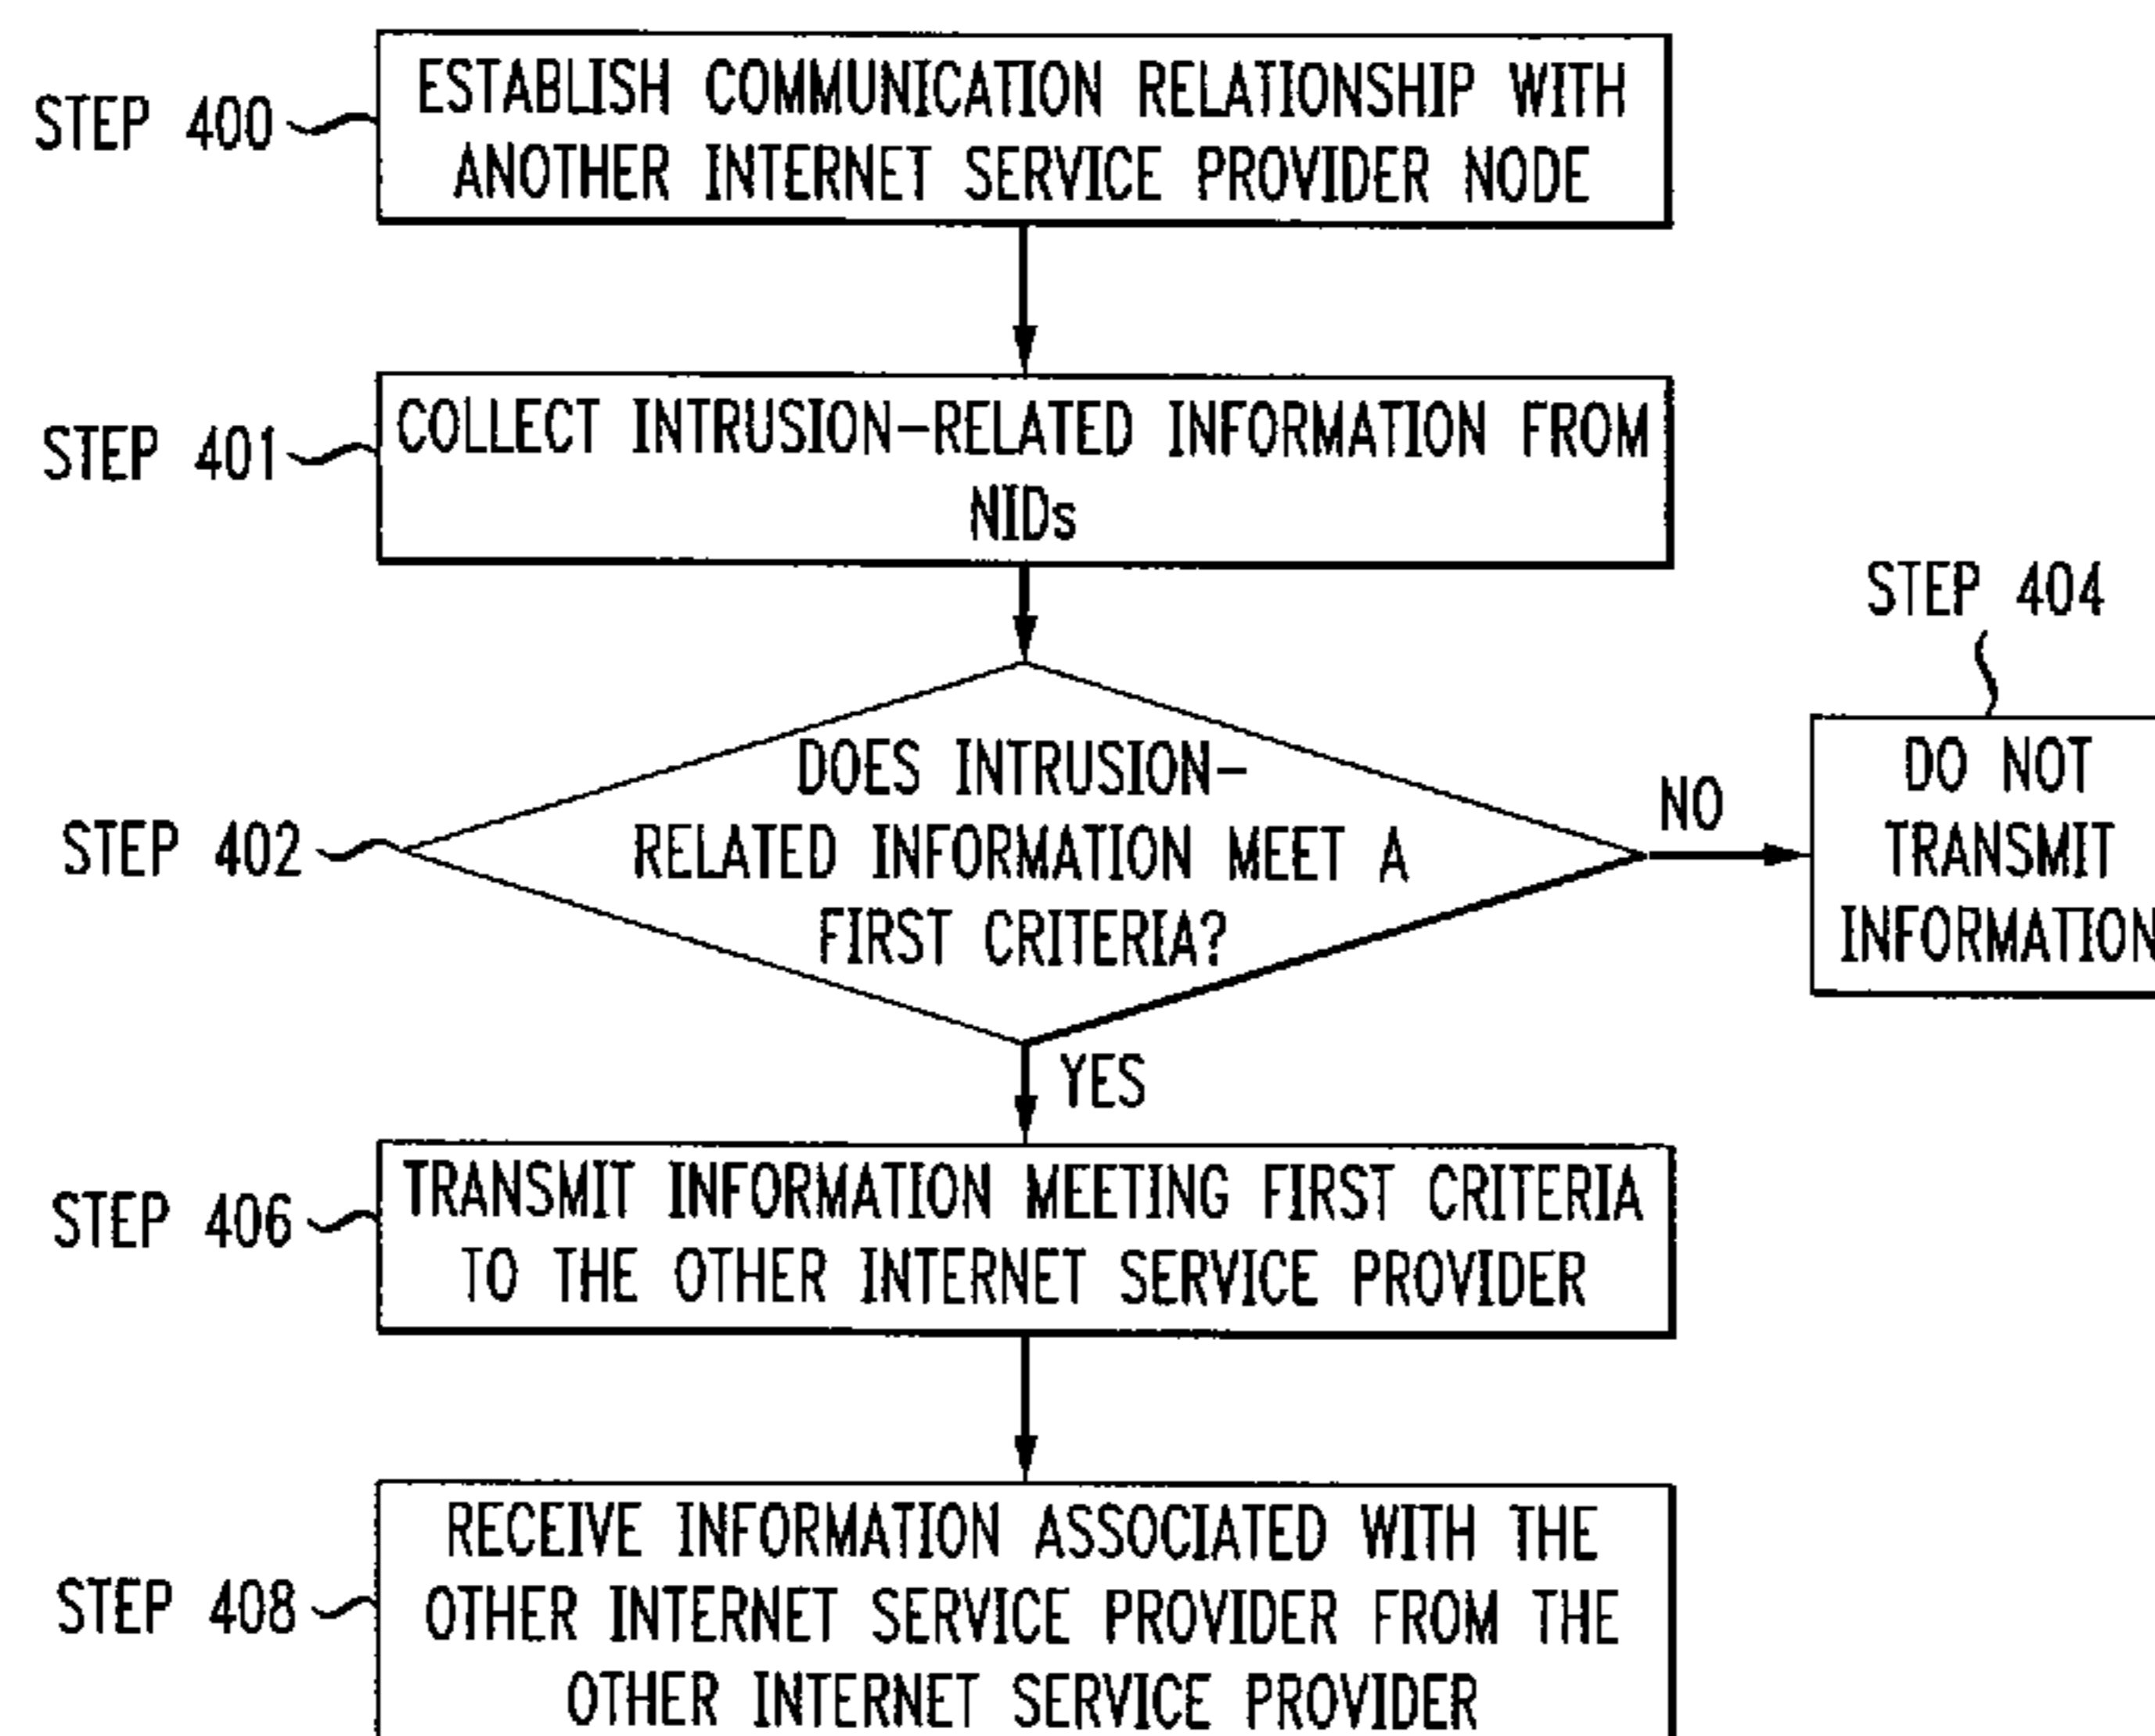 STEP 400
ESTABLISH COMMUNICATION RELATIONSHIP WITH
ANOTHER INTERNET SERVICE PROVIDER NODE
STEP 401
COLLECT INTRUSION-RELATED INFORMATION FROM
NIDs
STEP 402
DOES INTRUSION-
RELATED INFORMATION MEET A
FIRST CRITERIA?
NO
STEP 404
DO NOT
TRANSMIT
INFORMATION
YES
STEP 406
TRANSMIT INFORMATION MEETING FIRST CRITERIA
TO THE OTHER INTERNET SERVICE PROVIDER
STEP 408
RECEIVE INFORMATION ASSOCIATED WITH THE
OTHER INTERNET SERVICE PROVIDER FROM THE
OTHER INTERNET SERVICE PROVIDER